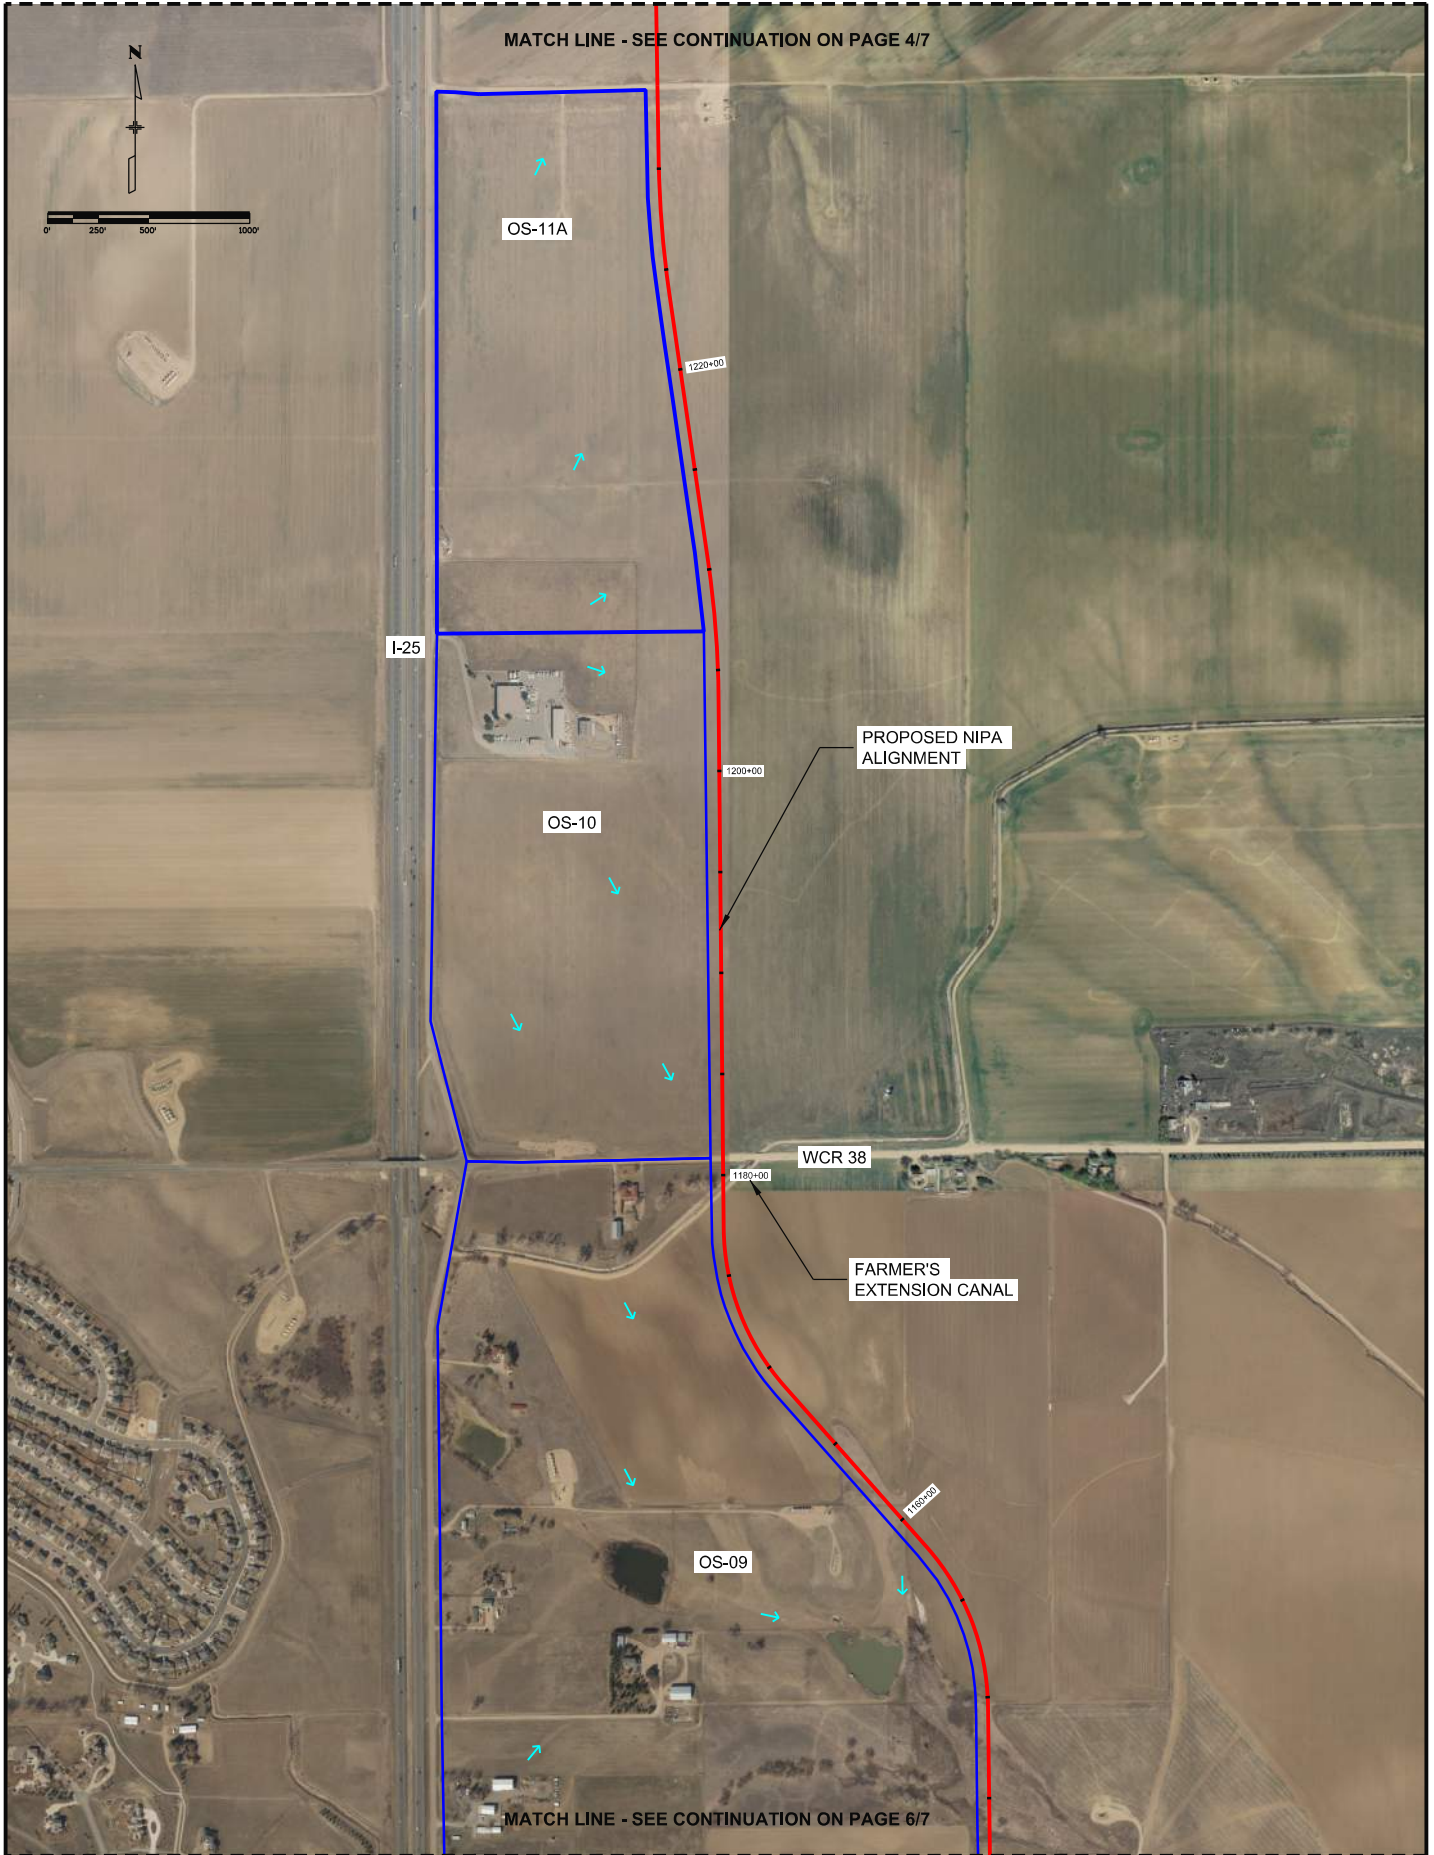 MATCH LINE - SEE CONTINUATION ON PAGE 4/7
N
0' 250' 500' 1000'
OS-11A
1220+00
I-25
PROPOSED NIPA
ALIGNMENT
1200+00
OS-10
WCR 38
1180+00
FARMER'S
EXTENSION CANAL
1160+00
OS-09
MATCH LINE - SEE CONTINUATION ON PAGE 6/7